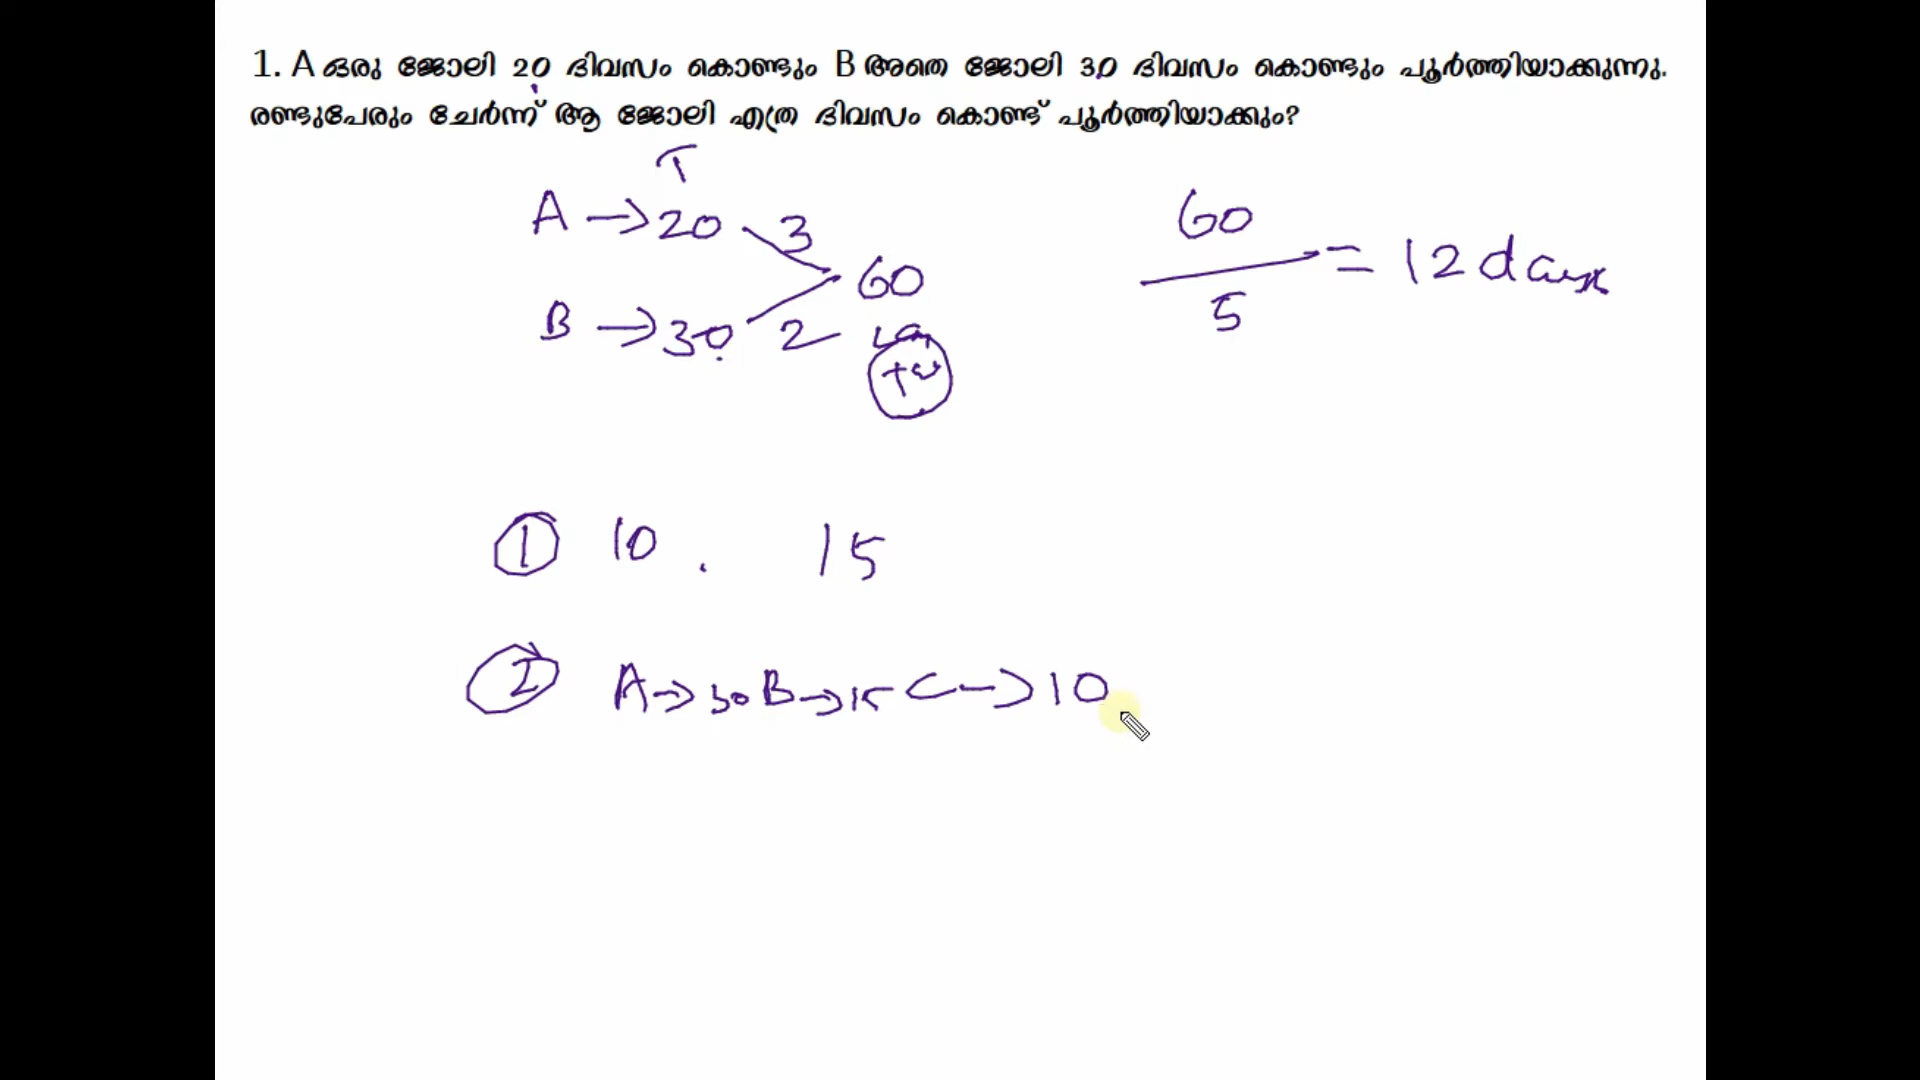 1. A ഒരു ജോലി 20 ദിവസം കൊണ്ടും B അതെ ജോലി 30 ദിവസം കൊണ്ടും പൂർത്തിയാക്കുന്നു.
രണ്ടുപേരും ചേർന്ന് ആ ജോലി എത്ര ദിവസം കൊണ്ട് പൂർത്തിയാക്കും?
T
A → 20 3
60
B → 30 2
Lcm
TW
60
5
= 12 days
① 10 . 15
② A → 30 B → 15 C → 10